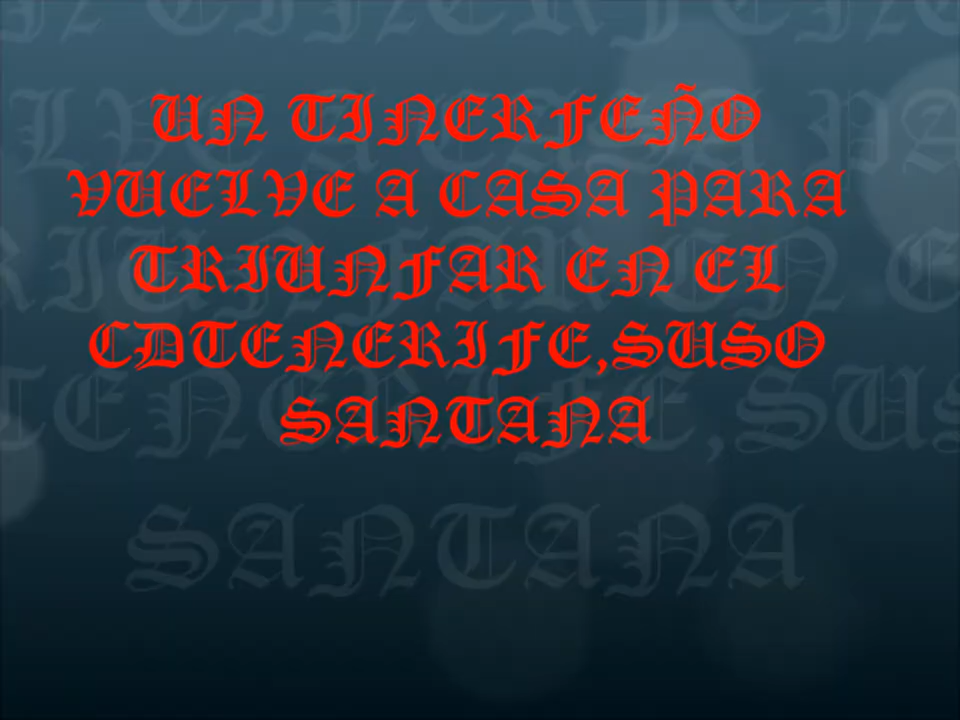 UN TINERFEÑO
VUELVE A CASA PARA
TRIUNFAR EN EL
CDTENERIFE,SUSO
SANTANA